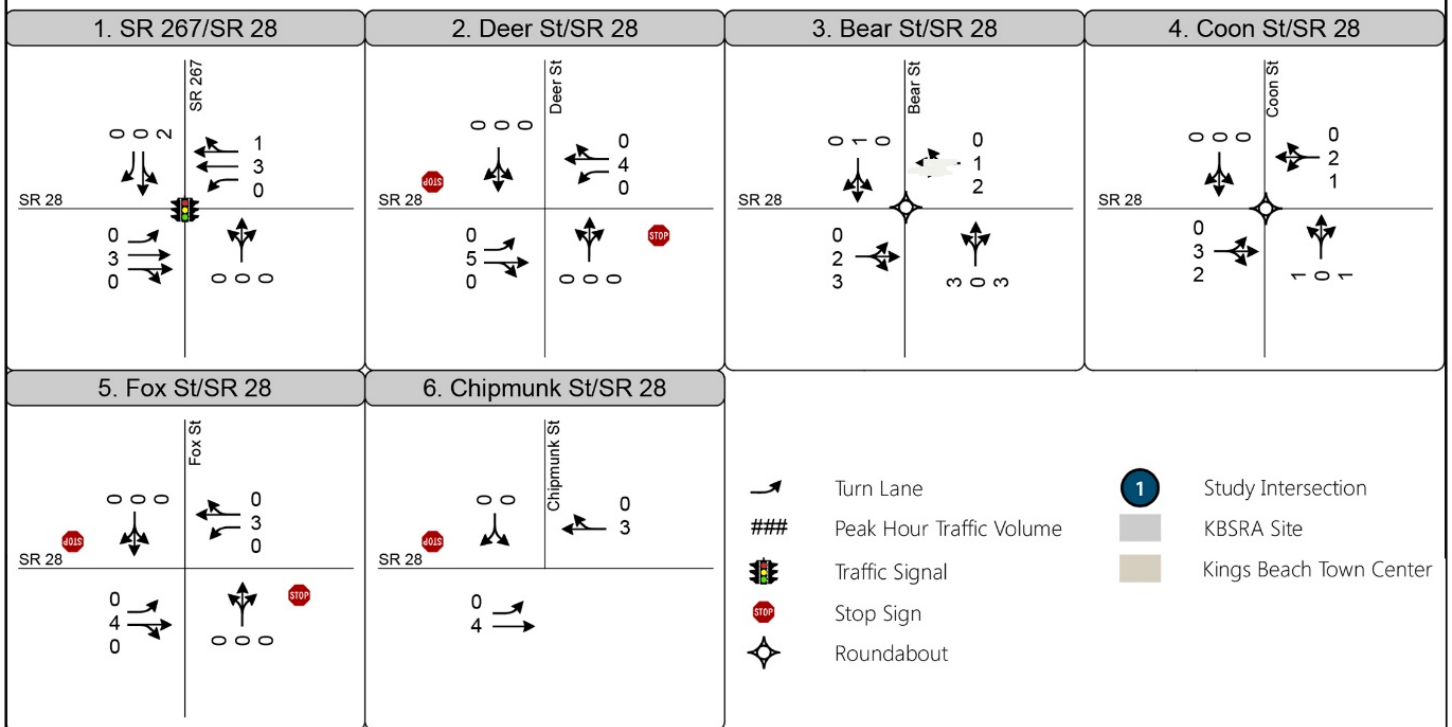 1. SR 267/SR 28
SR 267
0 0 2
1
3
0
SR 28
0
3
0
0 0 0
2. Deer St/SR 28
Deer St
0 0 0
0
4
0
STOP
SR 28
STOP
0
5
0
0 0 0
3. Bear St/SR 28
Bear St
0 1 0
0
1
2
SR 28
0
2
3
3 0 3
4. Coon St/SR 28
Coon St
0 0 0
0
2
1
SR 28
0
3
2
1 0 1
5. Fox St/SR 28
Fox St
0 0 0
0
3
0
STOP
SR 28
STOP
0
4
0
0 0 0
6. Chipmunk St/SR 28
Chipmunk St
0 0
0
3
STOP
SR 28
0
4
Turn Lane
### Peak Hour Traffic Volume
Traffic Signal
STOP Stop Sign
Roundabout
1 Study Intersection
KBSRA Site
Kings Beach Town Center